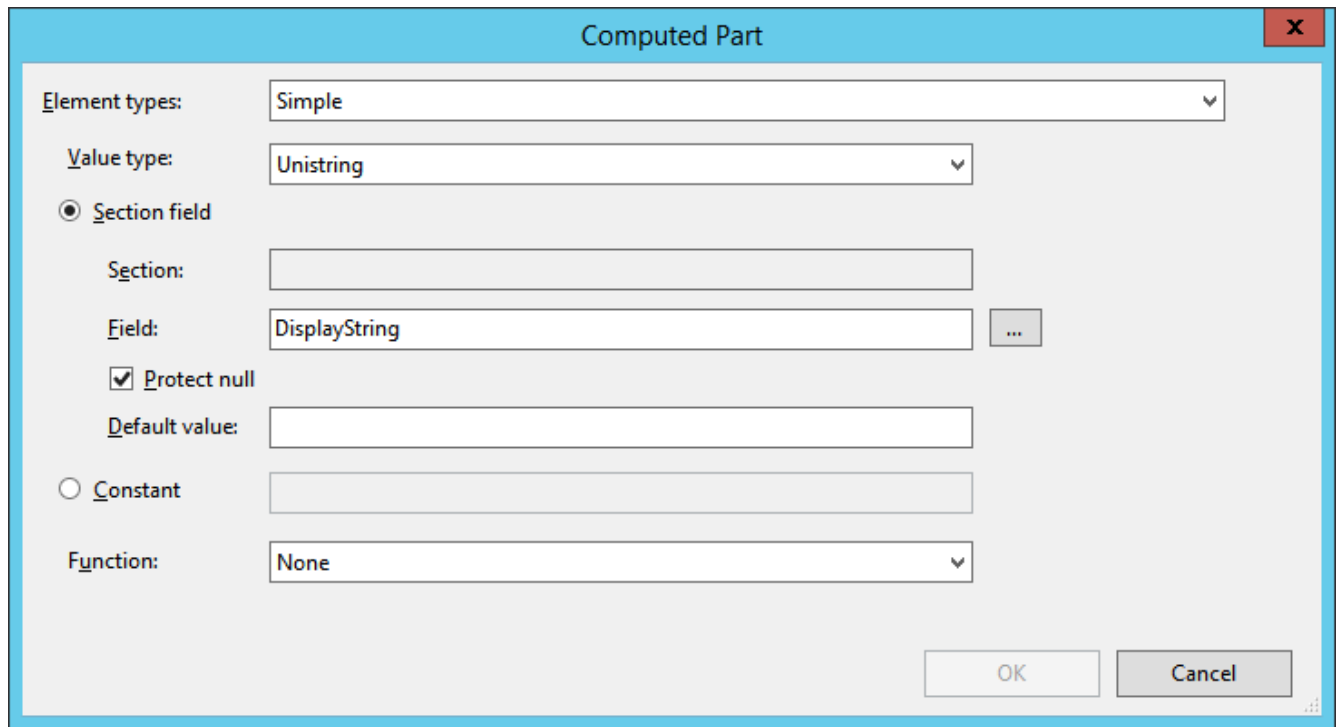 Computed Part
x
Element types: Simple
Value type: Unistring
Section field
Section:
Field: DisplayString ...
Protect null
Default value:
Constant
Function: None
OK Cancel